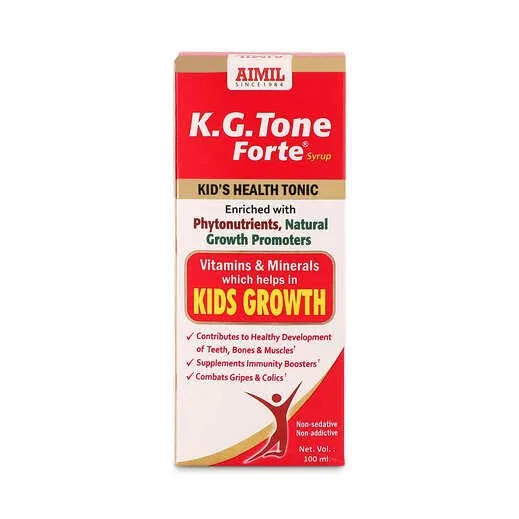 AIMIL
SINCE 1984
K.G.Tone
Forte® Syrup
KID'S HEALTH TONIC
Enriched with
Phytonutrients, Natural
Growth Promoters
Vitamins & Minerals
which helps in
KIDS GROWTH
✓ Contributes to Healthy Development
of Teeth, Bones & Muscles†
✓ Supplements Immunity Boosters†
✓ Combats Gripes & Colics†
Non-sedative
Non-addictive
Net. Vol. :
100 ml